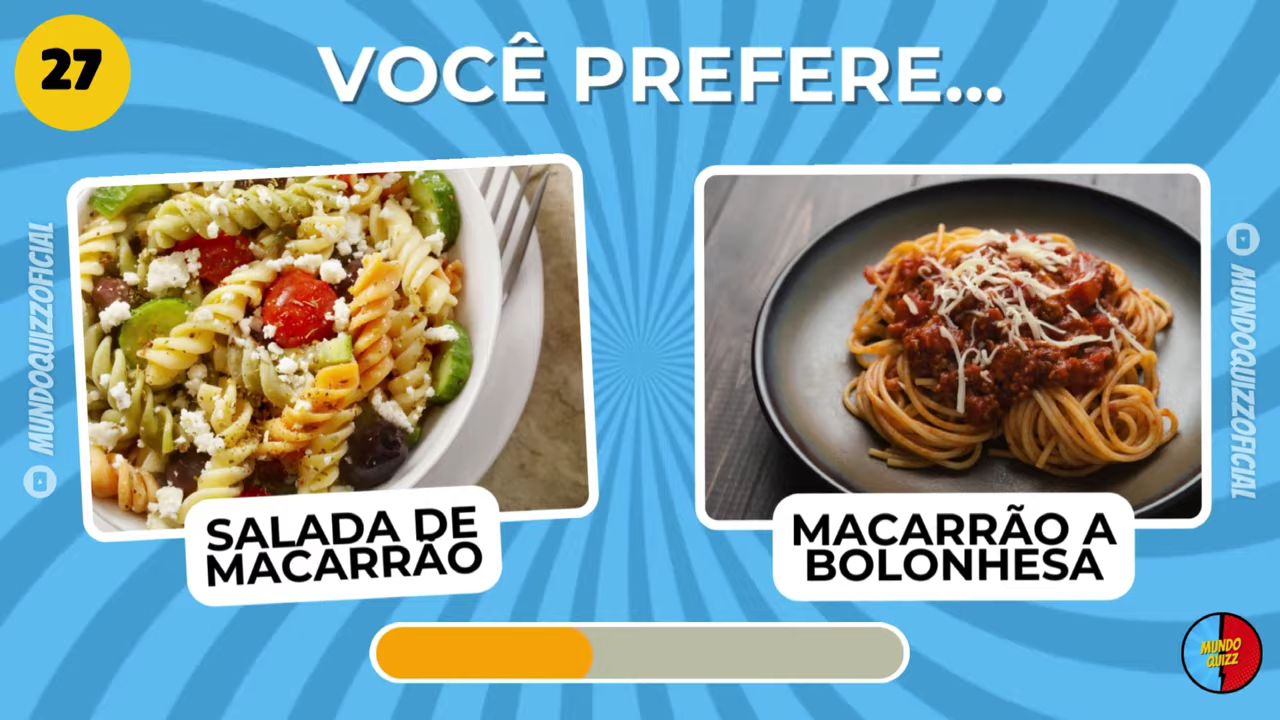 27
VOCÊ PREFERE...
MUNDOQUIZZOFICIAL
MUNDOQUIZZOFICIAL
SALADA DE
MACARRÃO
MACARRÃO A
BOLONHESA
MUNDO
QUIZZ